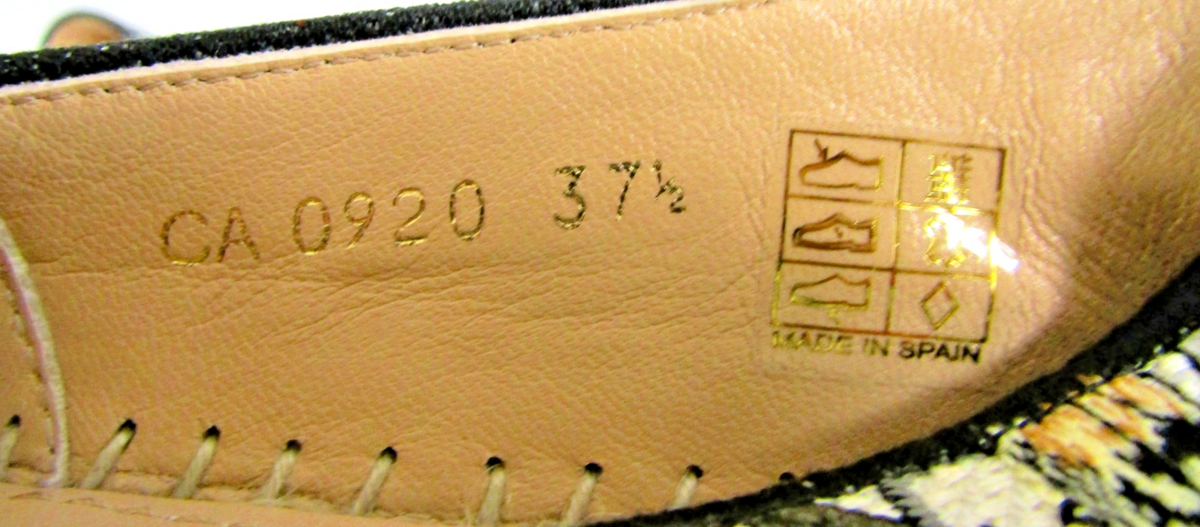 CA 0920 37½
MADE IN SPAIN